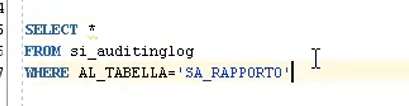 SELECT *
FROM si_auditinglog
WHERE AL_TABELLA='SA_RAPPORTO'